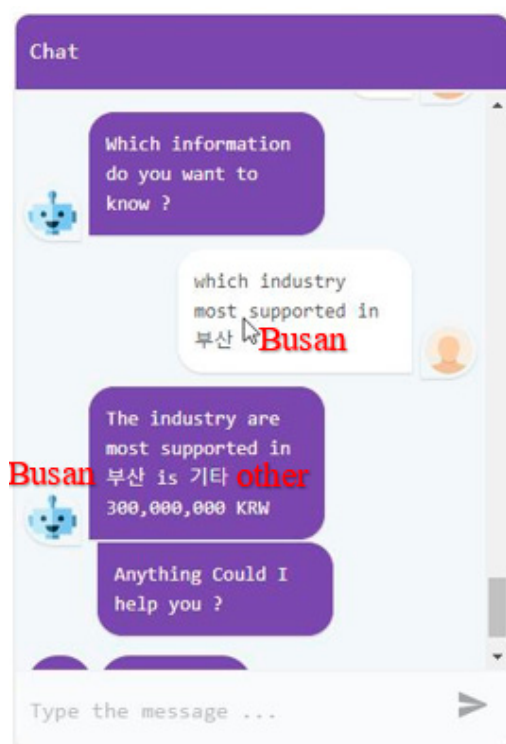 Chat
Which information
do you want to
know ?
which industry
most supported in
부산 Busan
The industry are
most supported in
Busan 부산 is 기타 other
300,000,000 KRW
Anything Could I
help you ?
Type the message ...